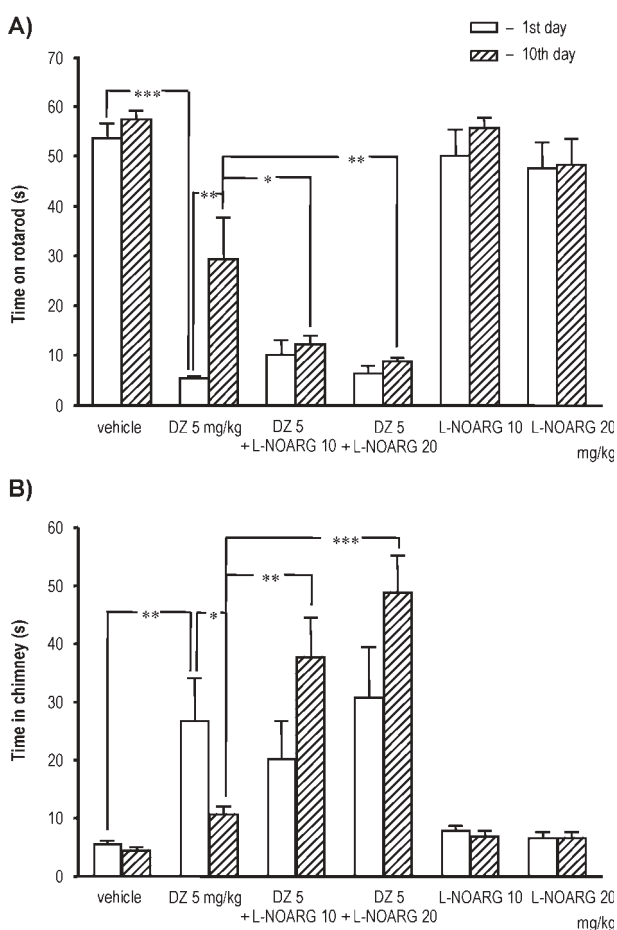 A)
– 1st day
– 10th day
Time on rotarod (s)
70
60
50
40
30
20
10
0
***
**
*
**
vehicle DZ 5 mg/kg DZ 5 DZ 5 L-NOARG 10 L-NOARG 20
+ L-NOARG 10 + L-NOARG 20 mg/kg
B)
Time in chimney (s)
60
50
40
30
20
10
0
***
**
**
*
vehicle DZ 5 mg/kg DZ 5 DZ 5 L-NOARG 10 L-NOARG 20
+ L-NOARG 10 + L-NOARG 20 mg/kg